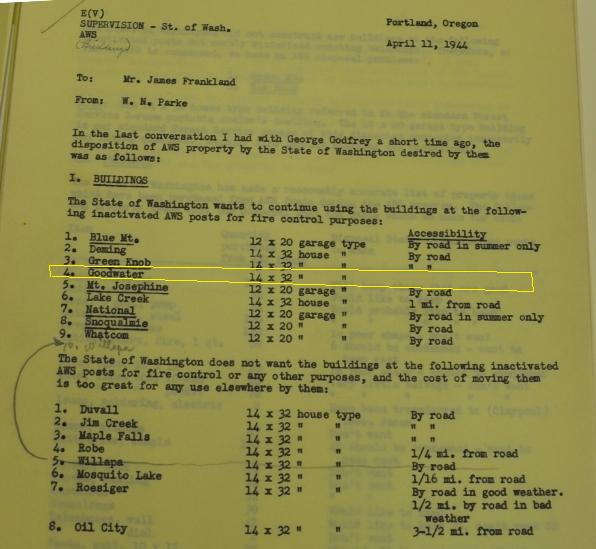 E(V)
SUPERVISION - St. of Wash.
AWS
(Buildings)
Portland, Oregon
April 11, 1944
To: Mr. James Frankland
From: W. N. Parke
In the last conversation I had with George Godfrey a short time ago, the
disposition of AWS property by the State of Washington desired by them
was as follows:
I. BUILDINGS
The State of Washington wants to continue using the buildings at the follow-
ing inactivated AWS posts for fire control purposes:
Accessibility
1. Blue Mt. 12 x 20 garage type By road in summer only
2. Deming 14 x 32 house " By road
3. Green Knob 14 x 32 " " " "
4. Goodwater 14 x 32 " "
5. Mt. Josephine 12 x 20 garage " By road
6. Lake Creek 14 x 32 house " 1 mi. from road
7. National 12 x 20 garage " By road in summer only
8. Snoqualmie 12 x 20 " " By road
9. Whatcom 12 x 20 " " By road
10. Willapa
The State of Washington does not want the buildings at the following inactivated
AWS posts for fire control or any other purposes, and the cost of moving them
is too great for any use elsewhere by them:
1. Duvall 14 x 32 house type By road
2. Jim Creek 14 x 32 " " " "
3. Maple Falls 14 x 32 " " " "
4. Robe 14 x 32 " " 1/4 mi. from road
5. Willapa 14 x 32 " " By road
6. Mosquito Lake 14 x 32 " " 1/16 mi. from road
7. Roesiger 14 x 32 " " By road in good weather.
1/2 mi. by road in bad
weather
8. Oil City 14 x 32 " " 3-1/2 mi. from road